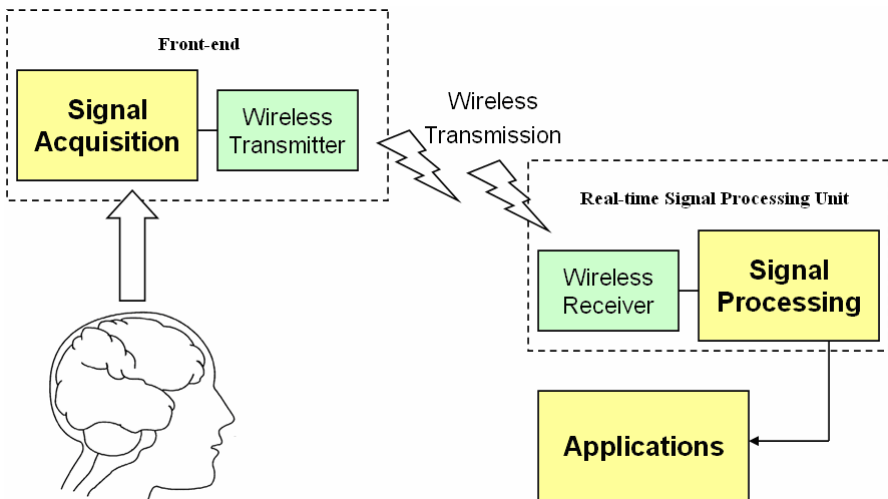 Front-end
Signal
Acquisition
Wireless
Transmitter
Wireless
Transmission
Real-time Signal Processing Unit
Wireless
Receiver
Signal
Processing
Applications